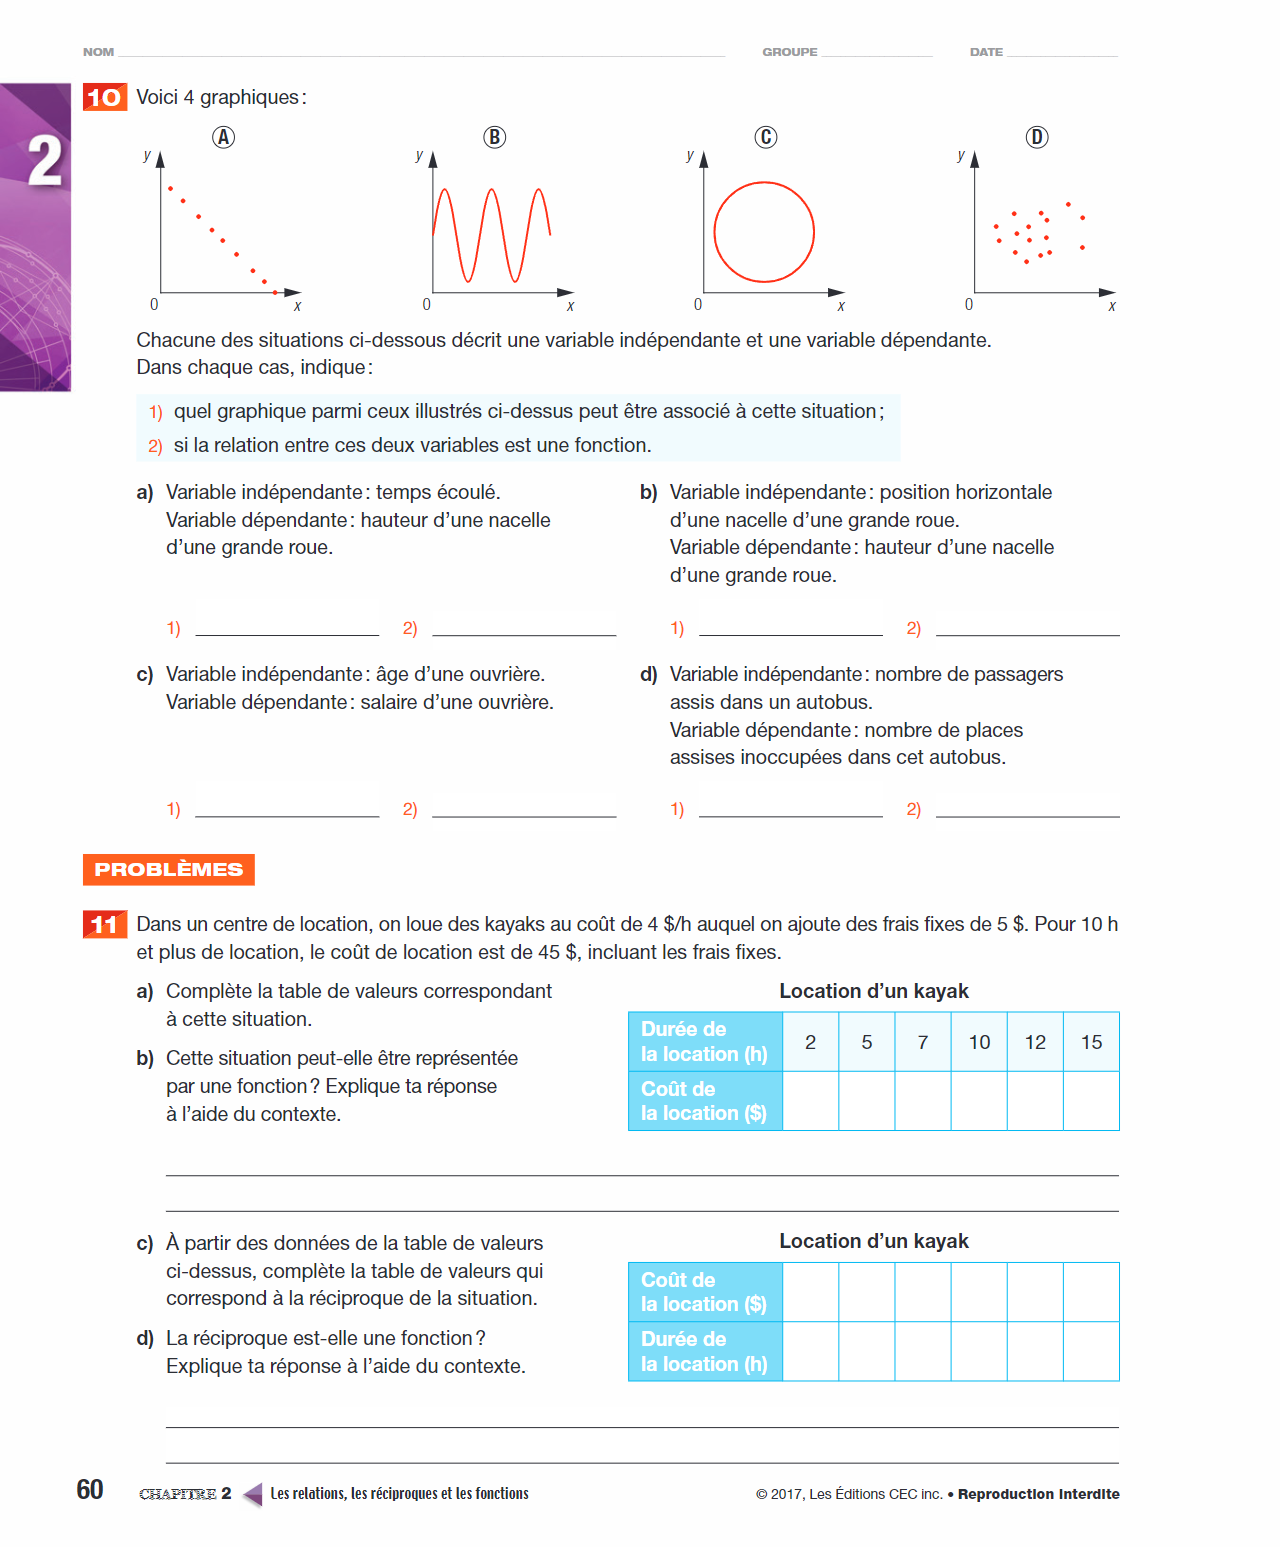 NOM GROUPE DATE
2
10 Voici 4 graphiques :
A B C D
y y y y
0 x 0 x 0 x 0 x
Chacune des situations ci-dessous décrit une variable indépendante et une variable dépendante.
Dans chaque cas, indique :
1) quel graphique parmi ceux illustrés ci-dessus peut être associé à cette situation ;
2) si la relation entre ces deux variables est une fonction.
a) Variable indépendante : temps écoulé.
Variable dépendante : hauteur d’une nacelle
d’une grande roue.
1) 2)
b) Variable indépendante : position horizontale
d’une nacelle d’une grande roue.
Variable dépendante : hauteur d’une nacelle
d’une grande roue.
1) 2)
c) Variable indépendante : âge d’une ouvrière.
Variable dépendante : salaire d’une ouvrière.
1) 2)
d) Variable indépendante : nombre de passagers
assis dans un autobus.
Variable dépendante : nombre de places
assises inoccupées dans cet autobus.
1) 2)
PROBLÈMES
11 Dans un centre de location, on loue des kayaks au coût de 4 $/h auquel on ajoute des frais fixes de 5 $. Pour 10 h
et plus de location, le coût de location est de 45 $, incluant les frais fixes.
a) Complète la table de valeurs correspondant
à cette situation.
b) Cette situation peut-elle être représentée
par une fonction ? Explique ta réponse
à l’aide du contexte.
Location d’un kayak
Durée de
la location (h) 2 5 7 10 12 15
Coût de
la location ($)
c) À partir des données de la table de valeurs
ci-dessus, complète la table de valeurs qui
correspond à la réciproque de la situation.
d) La réciproque est-elle une fonction ?
Explique ta réponse à l’aide du contexte.
Location d’un kayak
Coût de
la location ($)
Durée de
la location (h)
60 CHAPITRE 2 Les relations, les réciproques et les fonctions
© 2017, Les Éditions CEC inc. • Reproduction interdite